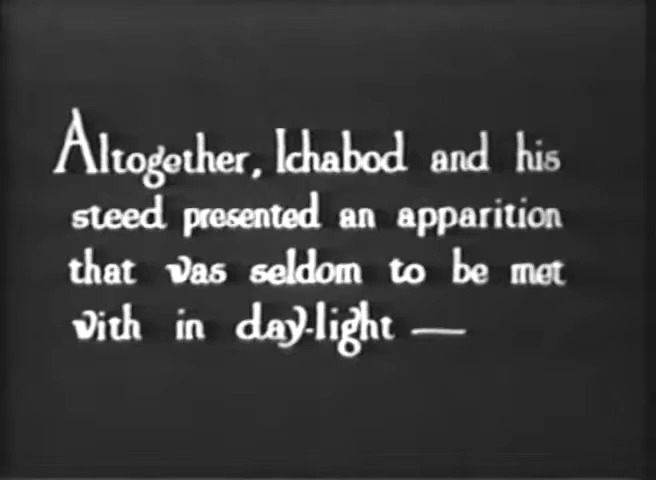 Altogether, Ichabod and his
steed presented an apparition
that was seldom to be met
with in day-light —